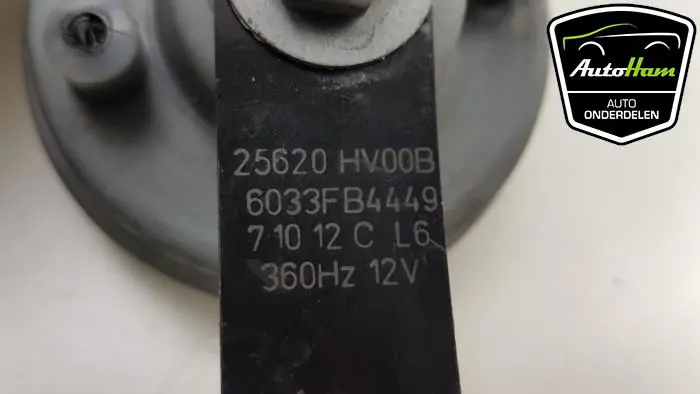 25620 HV00B
6033FB4449
7 10 12 C L6
360Hz 12V
AutoHam
AUTO
ONDERDELEN